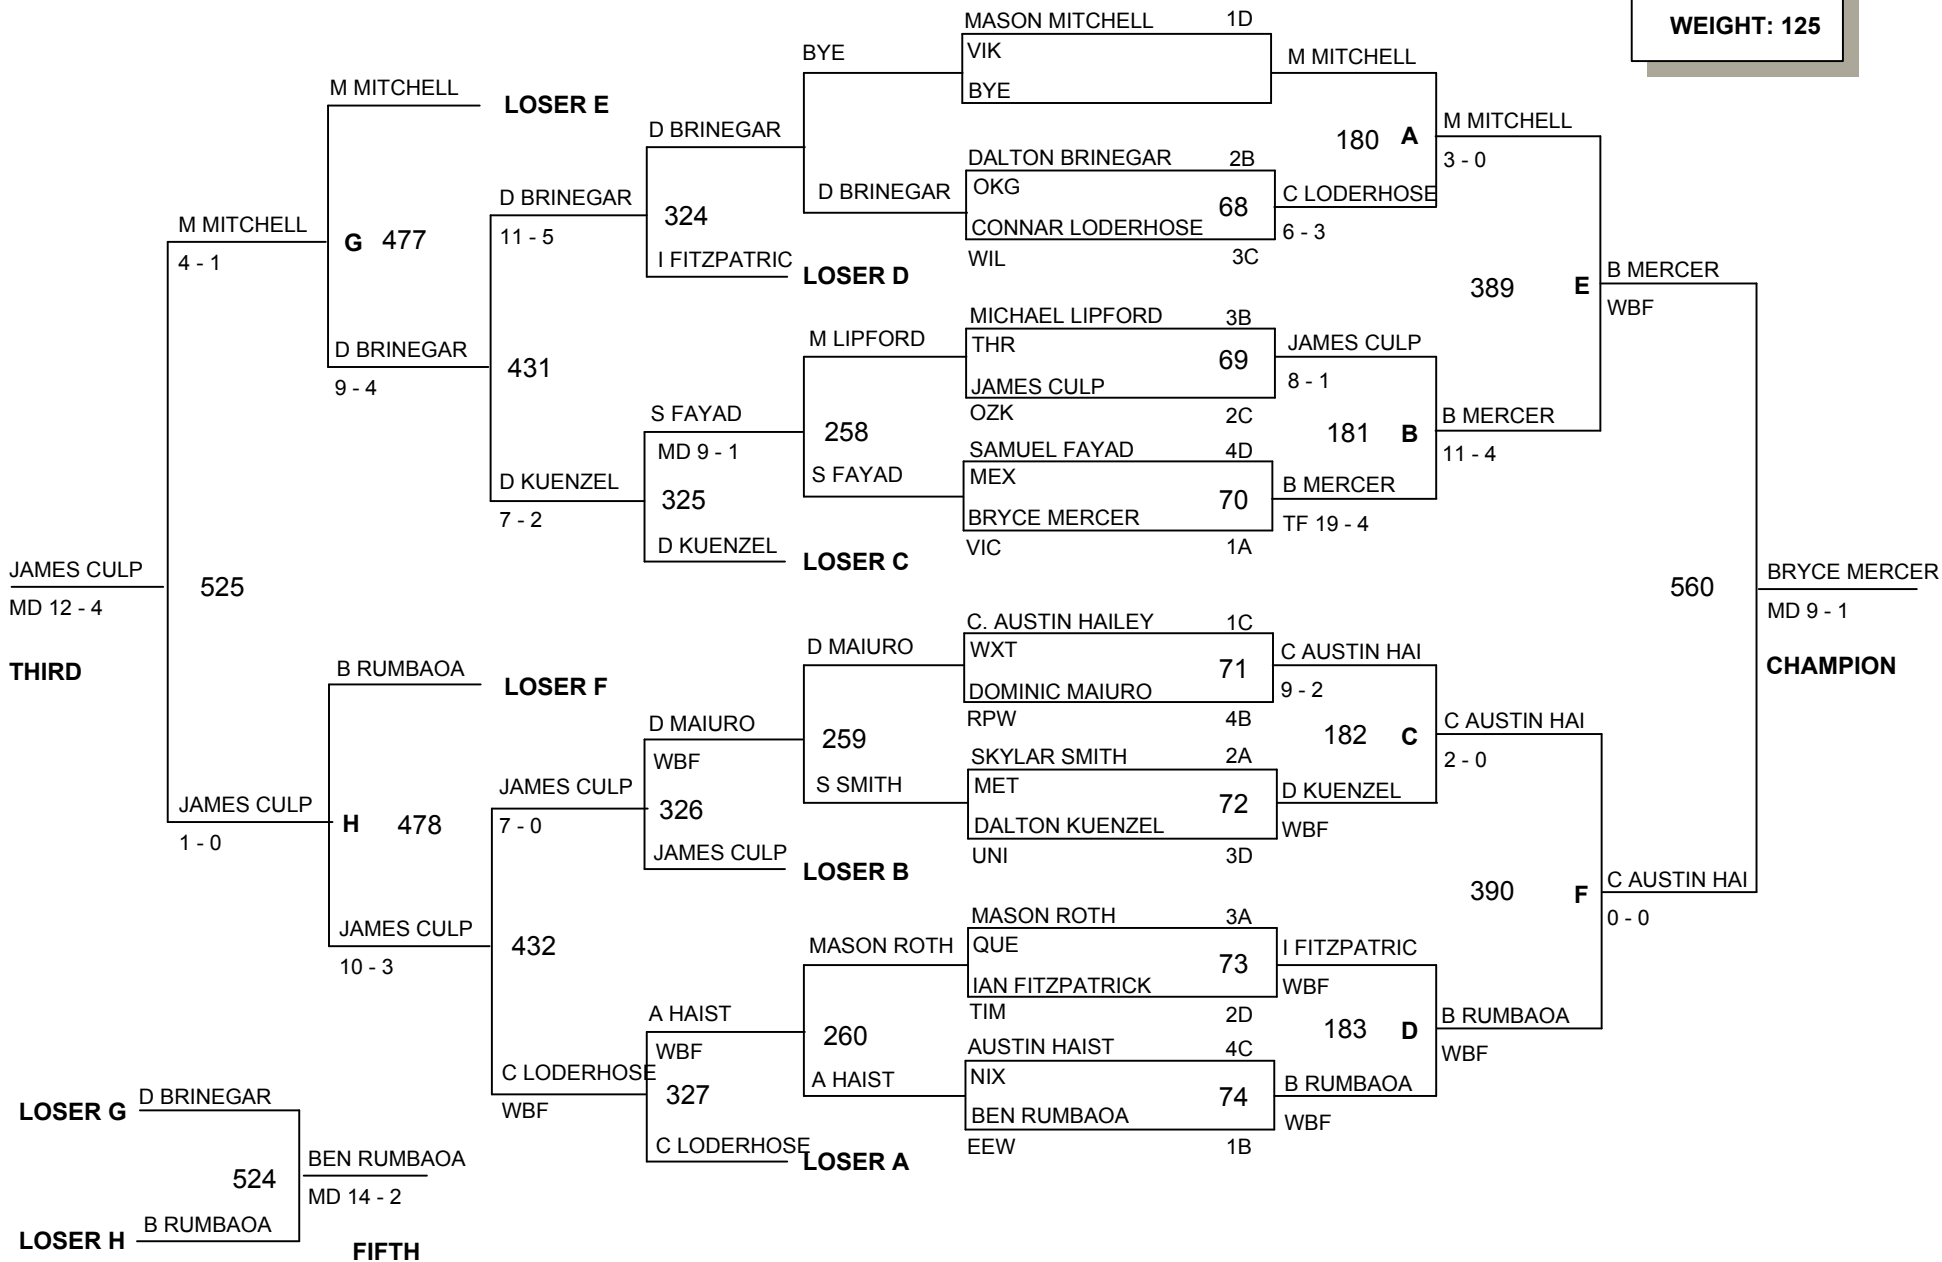 WEIGHT: 125
MASON MITCHELL 1D
VIK
BYE
BYE
M MITCHELL
M MITCHELL
LOSER E
D BRINEGAR
180 A
M MITCHELL
3 - 0
DALTON BRINEGAR 2B
OKG
CONNAR LODERHOSE 68
WIL 3C
D BRINEGAR
C LODERHOSE
6 - 3
D BRINEGAR
11 - 5
324
I FITZPATRIC
LOSER D
M MITCHELL
4 - 1
G 477
389 E
B MERCER
WBF
MICHAEL LIPFORD 3B
THR
JAMES CULP 69
OZK 2C
M LIPFORD
JAMES CULP
8 - 1
D BRINEGAR
9 - 4
431
S FAYAD
MD 9 - 1
258
181 B
B MERCER
11 - 4
SAMUEL FAYAD 4D
MEX
BRYCE MERCER 70
VIC 1A
S FAYAD
B MERCER
TF 19 - 4
D KUENZEL
7 - 2
325
D KUENZEL
LOSER C
JAMES CULP
MD 12 - 4
THIRD
525
560
BRYCE MERCER
MD 9 - 1
CHAMPION
C. AUSTIN HAILEY 1C
WXT
DOMINIC MAIURO 71
RPW 4B
D MAIURO
C AUSTIN HAI
9 - 2
B RUMBAOA
LOSER F
D MAIURO
WBF
259
182 C
C AUSTIN HAI
2 - 0
SKYLAR SMITH 2A
MET
DALTON KUENZEL 72
UNI 3D
S SMITH
D KUENZEL
WBF
JAMES CULP
7 - 0
326
JAMES CULP
LOSER B
JAMES CULP
1 - 0
H 478
390 F
C AUSTIN HAI
0 - 0
MASON ROTH 3A
QUE
IAN FITZPATRICK 73
TIM 2D
MASON ROTH
I FITZPATRIC
WBF
JAMES CULP
10 - 3
432
A HAIST
WBF
260
183 D
B RUMBAOA
WBF
AUSTIN HAIST 4C
NIX
BEN RUMBAOA 74
EEW 1B
A HAIST
B RUMBAOA
WBF
C LODERHOSE
WBF
327
C LODERHOSE
LOSER A
LOSER G D BRINEGAR
524
BEN RUMBAOA
MD 14 - 2
LOSER H B RUMBAOA
FIFTH